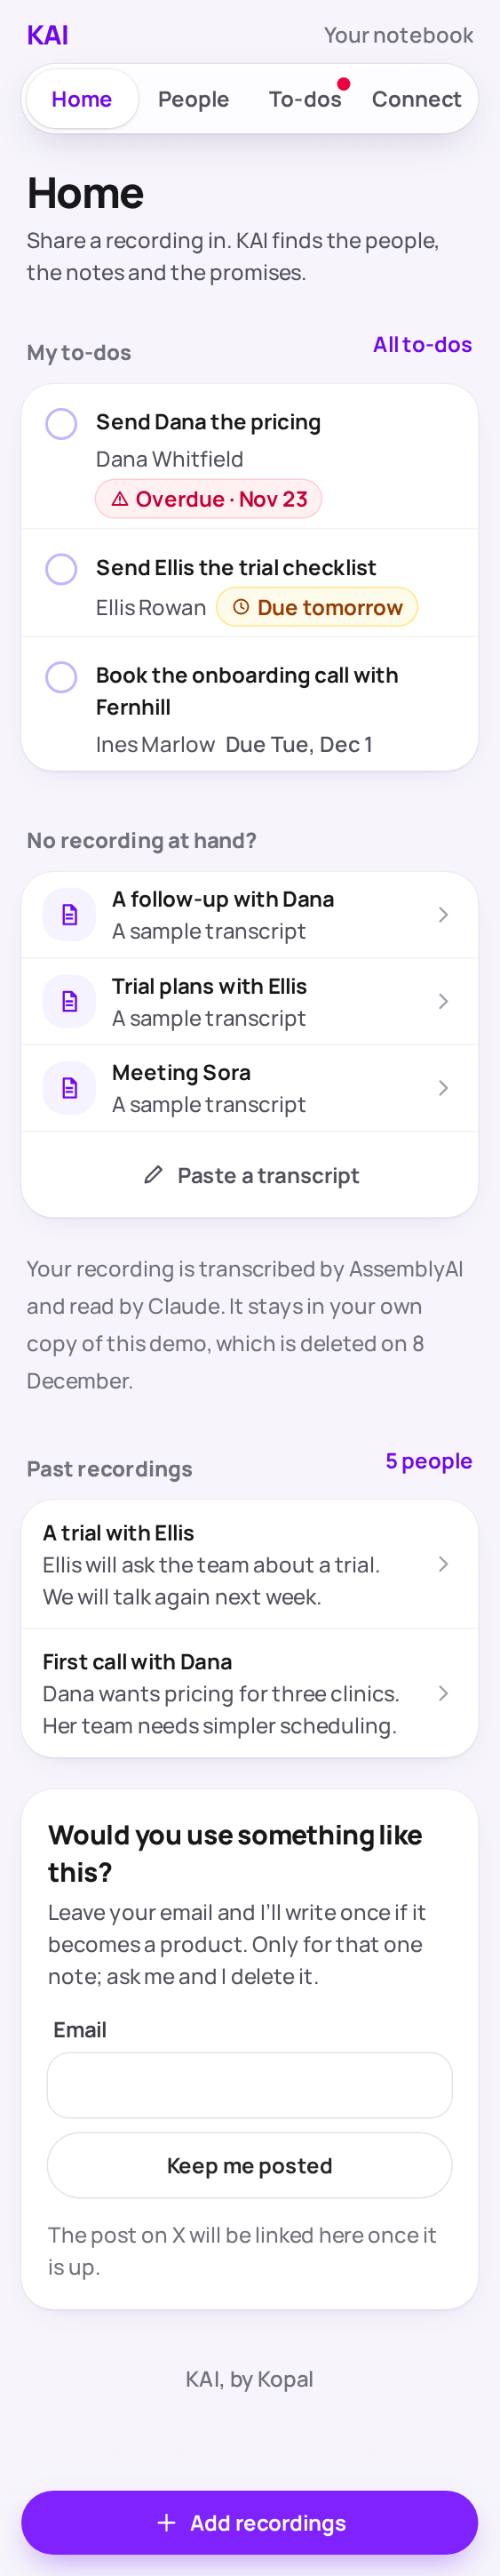 KAI
Your notebook
Home
People
To-dos
Connect
Home
Share a recording in. KAI finds the people,
the notes and the promises.
My to-dos
All to-dos
Send Dana the pricing
Dana Whitfield
Overdue · Nov 23
Send Ellis the trial checklist
Ellis Rowan
Due tomorrow
Book the onboarding call with
Fernhill
Ines Marlow Due Tue, Dec 1
No recording at hand?
A follow-up with Dana
A sample transcript
Trial plans with Ellis
A sample transcript
Meeting Sora
A sample transcript
Paste a transcript
Your recording is transcribed by AssemblyAI
and read by Claude. It stays in your own
copy of this demo, which is deleted on 8
December.
Past recordings
5 people
A trial with Ellis
Ellis will ask the team about a trial.
We will talk again next week.
First call with Dana
Dana wants pricing for three clinics.
Her team needs simpler scheduling.
Would you use something like
this?
Leave your email and I’ll write once if it
becomes a product. Only for that one
note; ask me and I delete it.
Email
Keep me posted
The post on X will be linked here once it
is up.
KAI, by Kopal
Add recordings